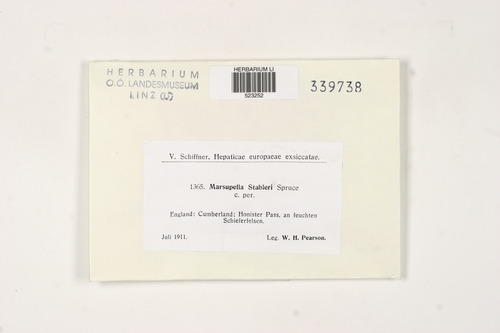 HERBARIUM
O.Ö. LANDESMUSEUM
LINZ (LI)
HERBARIUM LI
523252
339738
V. Schiffner, Hepaticae europaeae exsiccatae.
1365. Marsupella Stableri Spruce
c. per.
England: Cumberland; Honister Pass, an feuchten
Schieferfelsen.
Juli 1911.
Leg. W. H. Pearson.